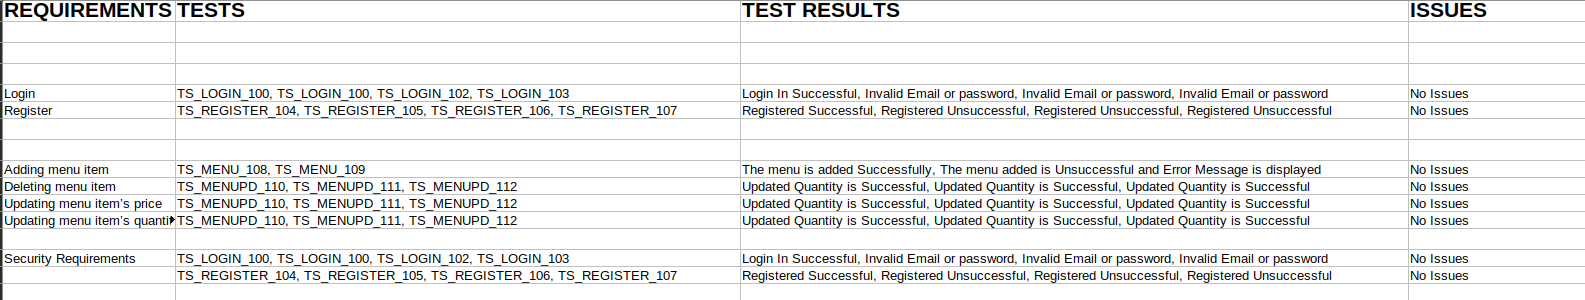 REQUIREMENTS TESTS TEST RESULTS ISSUES
Login TS_LOGIN_100, TS_LOGIN_100, TS_LOGIN_102, TS_LOGIN_103 Login In Successful, Invalid Email or password, Invalid Email or password, Invalid Email or password No Issues
Register TS_REGISTER_104, TS_REGISTER_105, TS_REGISTER_106, TS_REGISTER_107 Registered Successful, Registered Unsuccessful, Registered Unsuccessful, Registered Unsuccessful No Issues
Adding menu item TS_MENU_108, TS_MENU_109 The menu is added Successfully, The menu added is Unsuccessful and Error Message is displayed No Issues
Deleting menu item TS_MENUPD_110, TS_MENUPD_111, TS_MENUPD_112 Updated Quantity is Successful, Updated Quantity is Successful, Updated Quantity is Successful No Issues
Updating menu item's price TS_MENUPD_110, TS_MENUPD_111, TS_MENUPD_112 Updated Quantity is Successful, Updated Quantity is Successful, Updated Quantity is Successful No Issues
Updating menu item's quanti TS_MENUPD_110, TS_MENUPD_111, TS_MENUPD_112 Updated Quantity is Successful, Updated Quantity is Successful, Updated Quantity is Successful No Issues
Security Requirements TS_LOGIN_100, TS_LOGIN_100, TS_LOGIN_102, TS_LOGIN_103 Login In Successful, Invalid Email or password, Invalid Email or password, Invalid Email or password No Issues
TS_REGISTER_104, TS_REGISTER_105, TS_REGISTER_106, TS_REGISTER_107 Registered Successful, Registered Unsuccessful, Registered Unsuccessful, Registered Unsuccessful No Issues